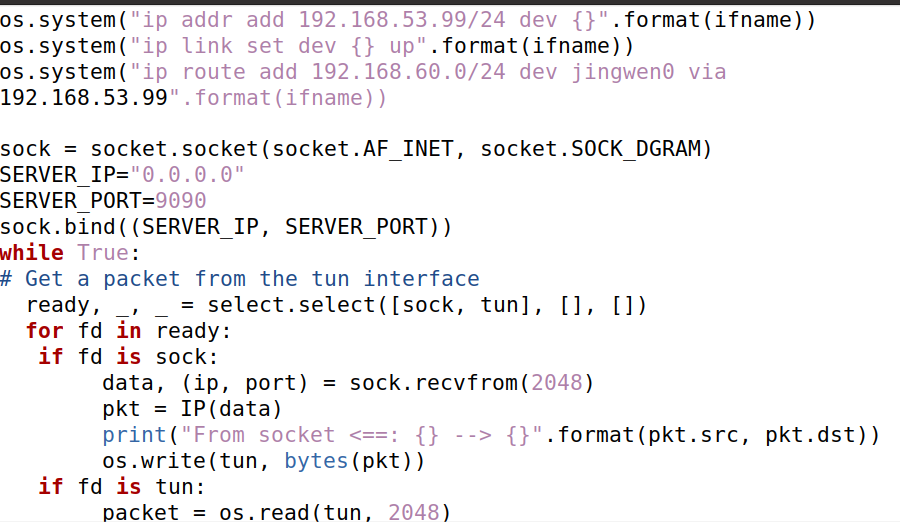 os.system("ip addr add 192.168.53.99/24 dev {}".format(ifname))
os.system("ip link set dev {} up".format(ifname))
os.system("ip route add 192.168.60.0/24 dev jingwen0 via
192.168.53.99".format(ifname))

sock = socket.socket(socket.AF_INET, socket.SOCK_DGRAM)
SERVER_IP="0.0.0.0"
SERVER_PORT=9090
sock.bind((SERVER_IP, SERVER_PORT))
while True:
# Get a packet from the tun interface
  ready, _, _ = select.select([sock, tun], [], [])
  for fd in ready:
   if fd is sock:
        data, (ip, port) = sock.recvfrom(2048)
        pkt = IP(data)
        print("From socket <==: {} --> {}".format(pkt.src, pkt.dst))
        os.write(tun, bytes(pkt))
   if fd is tun:
        packet = os.read(tun, 2048)